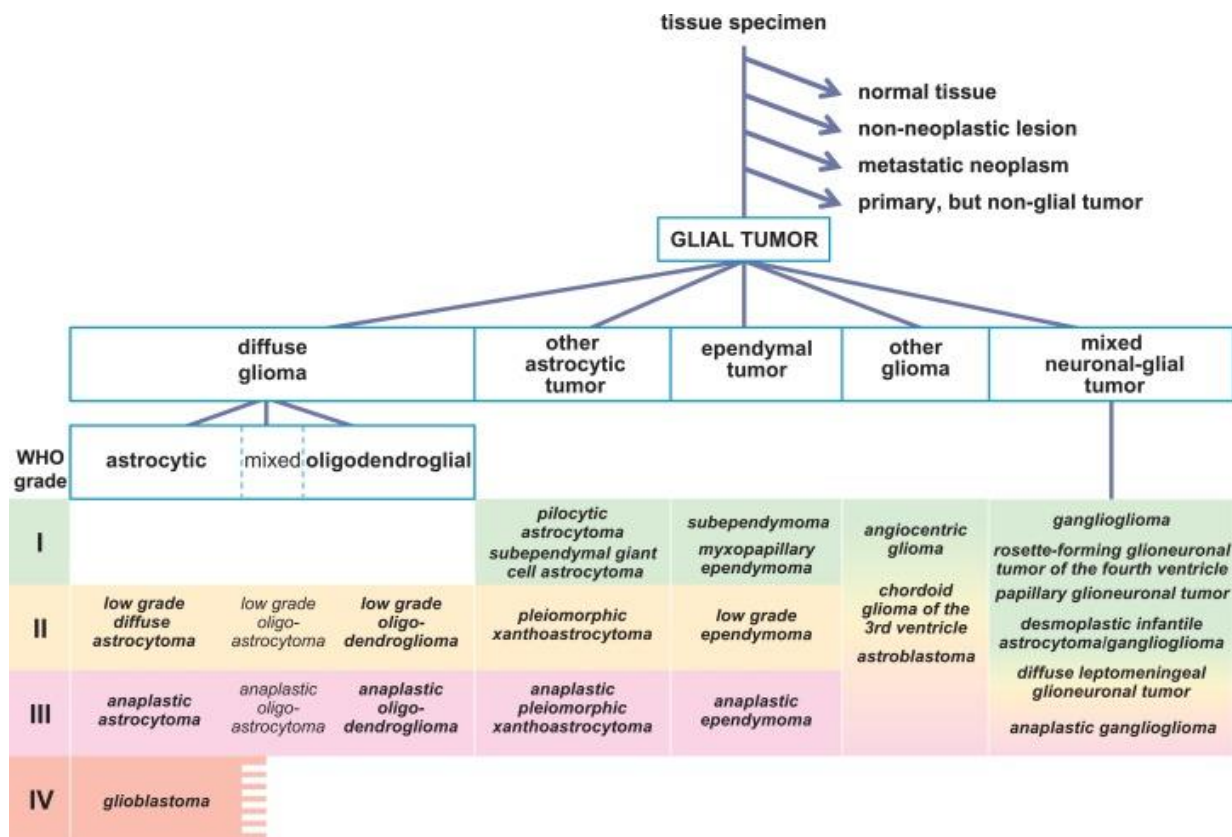 tissue specimen
normal tissue
non-neoplastic lesion
metastatic neoplasm
primary, but non-glial tumor
GLIAL TUMOR
diffuse
glioma
other
astrocytic
tumor
ependymal
tumor
other
glioma
mixed
neuronal-glial
tumor
WHO
grade
astrocytic
mixed
oligodendroglial
I
pilocytic
astrocytoma
subependymal giant
cell astrocytoma
subependymoma
myxopapillary
ependymoma
angiocentric
glioma
chordoid
glioma of the
3rd ventricle
astroblastoma
ganglioglioma
rosette-forming glioneuronal
tumor of the fourth ventricle
papillary glioneuronal tumor
desmoplastic infantile
astrocytoma/ganglioglioma
diffuse leptomeningeal
glioneuronal tumor
anaplastic ganglioglioma
II
low grade
diffuse
astrocytoma
low grade
oligo-
astrocytoma
low grade
oligo-
dendroglioma
pleiomorphic
xanthoastrocytoma
low grade
ependymoma
III
anaplastic
astrocytoma
anaplastic
oligo-
astrocytoma
anaplastic
oligo-
dendroglioma
anaplastic
pleiomorphic
xanthoastrocytoma
anaplastic
ependymoma
IV
glioblastoma